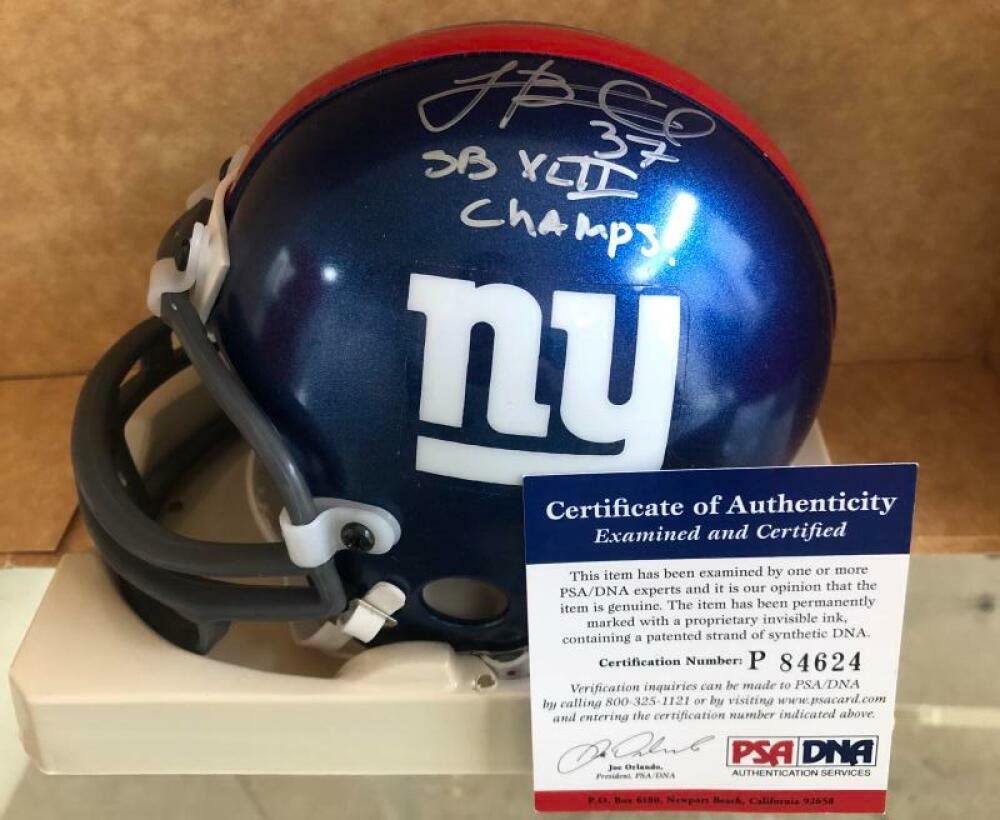 37
SB XLII
Champs!
ny
Certificate of Authenticity
Examined and Certified
This item has been examined by one or more
PSA/DNA experts and it is our opinion that the
item is genuine. The item has been permanently
marked with a proprietary invisible ink,
containing a patented strand of synthetic DNA.
Certification Number: P 84624
Verification inquiries can be made to PSA/DNA
by calling 800-325-1121 or by visiting www.psacard.com
and entering the certification number indicated above.
Joe Orlando,
President, PSA/DNA
PSA DNA
AUTHENTICATION SERVICES
P.O. Box 6180, Newport Beach, California 92658